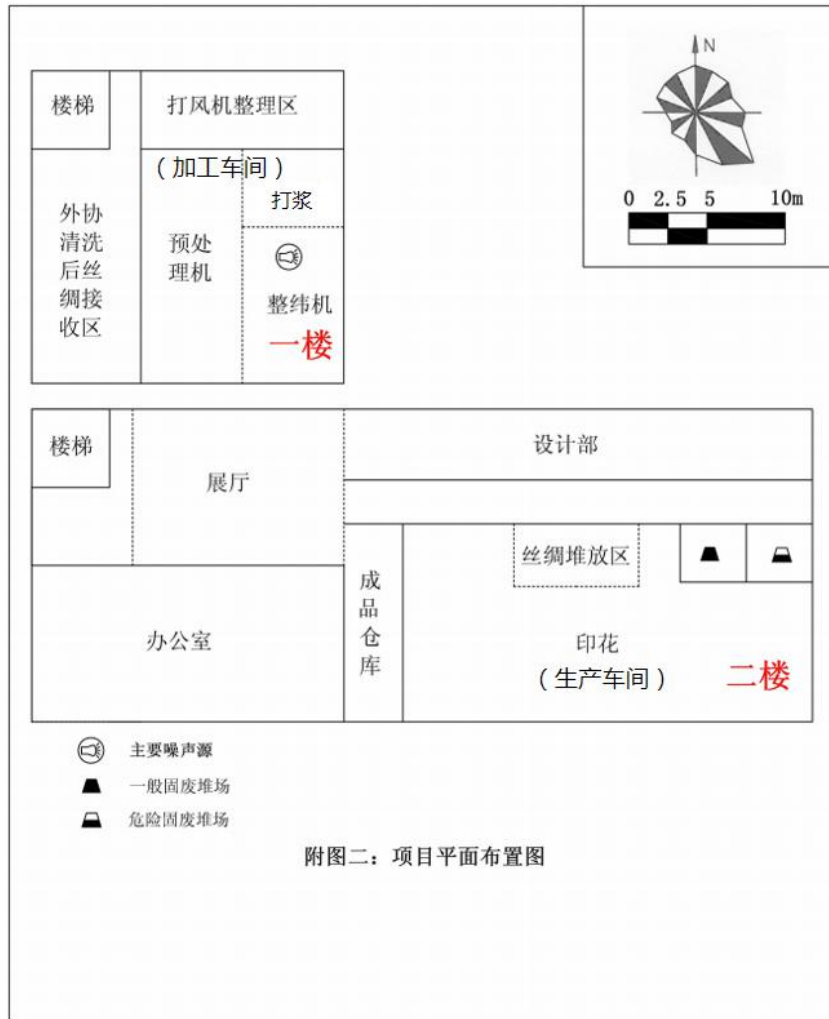 N
0 2.5 5 10m
楼梯
打风机整理区
（加工车间）
打浆
外协
清洗
后丝
绸接
收区
预处
理机
整纬机
一楼
楼梯
展厅
设计部
办公室
成
品
仓
库
丝绸堆放区
印花
（生产车间）
二楼
主要噪声源
一般固废堆场
危险固废堆场
附图二：项目平面布置图